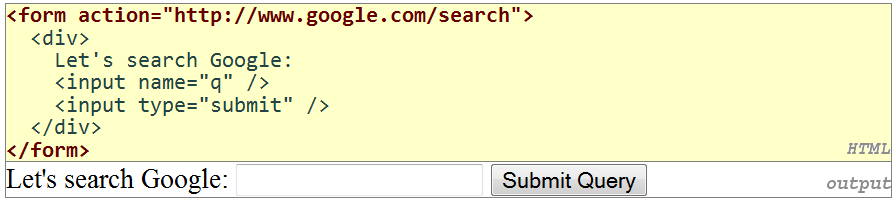 <form action="http://www.google.com/search">
<div>
Let's search Google:
<input name="q" />
<input type="submit" />
</div>
</form>
HTML
Let's search Google: Submit Query
output